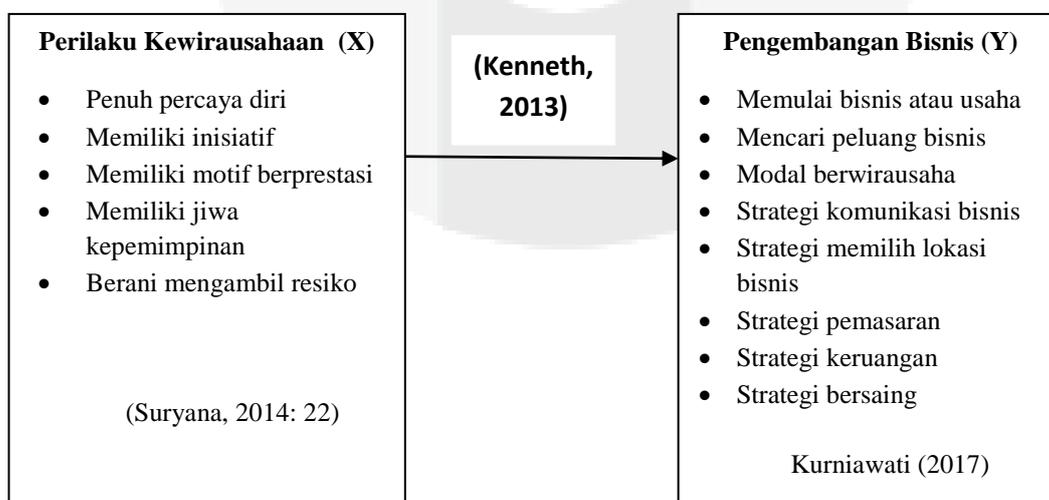 Perilaku Kewirausahaan (X)
• Penuh percaya diri
• Memiliki inisiatif
• Memiliki motif berprestasi
• Memiliki jiwa
kepemimpinan
• Berani mengambil resiko
(Suryana, 2014: 22)
(Kenneth,
2013)
Pengembangan Bisnis (Y)
• Memulai bisnis atau usaha
• Mencari peluang bisnis
• Modal berwirausaha
• Strategi komunikasi bisnis
• Strategi memilih lokasi
bisnis
• Strategi pemasaran
• Strategi keruangan
• Strategi bersaing
Kurniawati (2017)